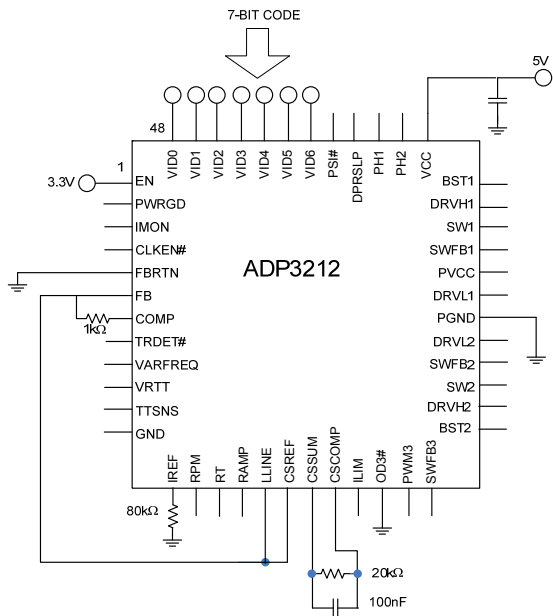 7-BIT CODE
5V
48
VID0
VID1
VID2
VID3
VID4
VID5
VID6
PSI#
DPRSLP
PH1
PH2
VCC
1
3.3V
EN
PWRGD
IMON
CLKEN#
FBRTN
FB
COMP
1kΩ
TRDET#
VARFREQ
VRTT
TTSNS
GND
ADP3212
BST1
DRVH1
SW1
SWFB1
PVCC
DRVL1
PGND
DRVL2
SWFB2
SW2
DRVH2
BST2
IREF
RPM
RT
RAMP
LLINE
CSREF
CSSUM
CSCOMP
ILIM
OD3#
PWM3
SWFB3
80kΩ
20kΩ
100nF